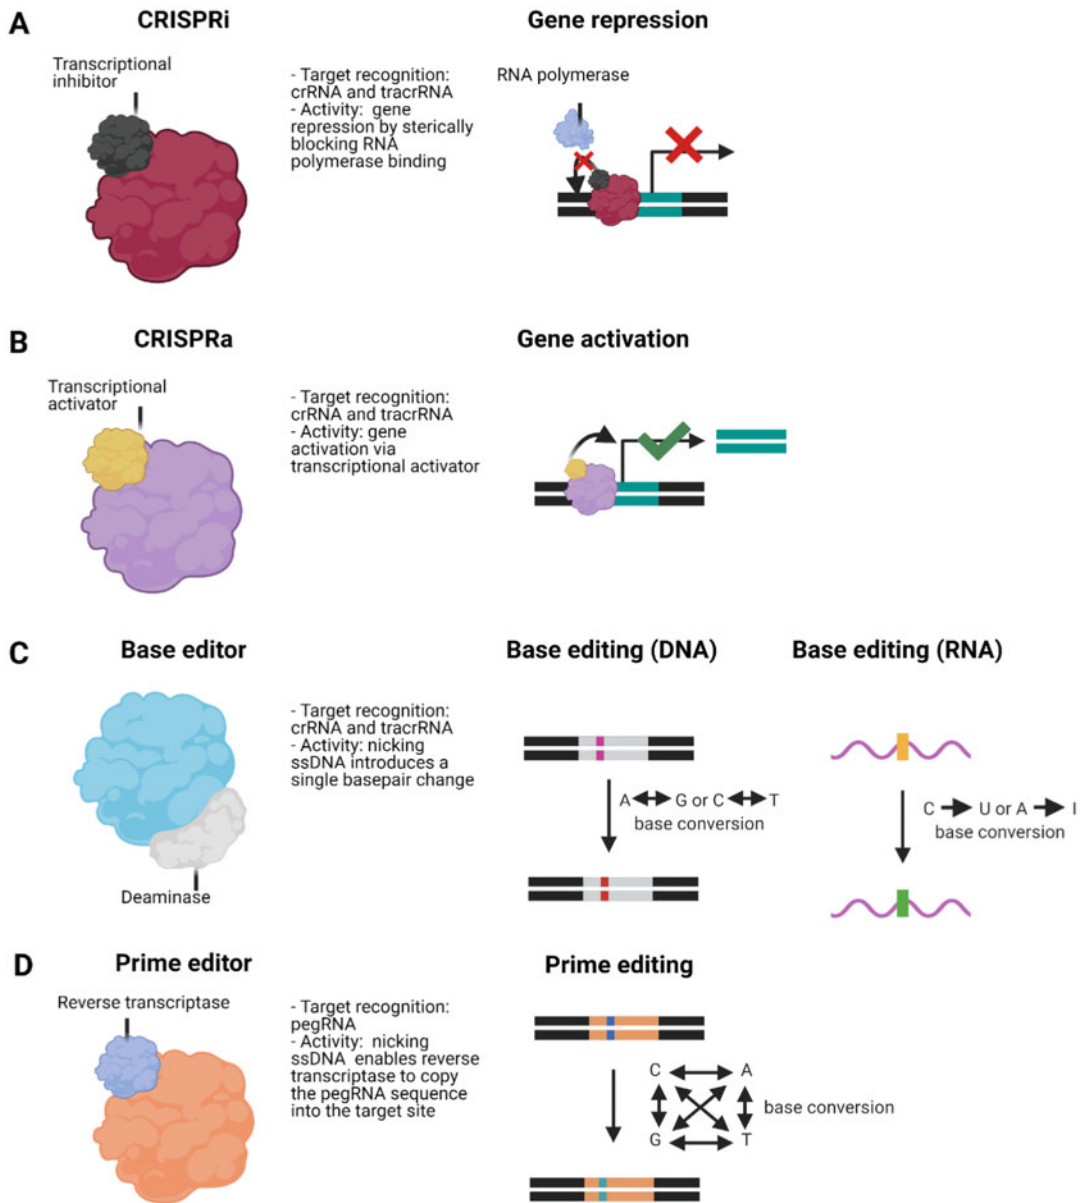 A
CRISPRi
Gene repression
Transcriptional
inhibitor
- Target recognition:
crRNA and tracrRNA
- Activity:  gene
repression by sterically
blocking RNA
polymerase binding
RNA polymerase
B
CRISPRa
Gene activation
Transcriptional
activator
- Target recognition:
crRNA and tracrRNA
- Activity: gene
activation via
transcriptional activator
C
Base editor
Base editing (DNA)
Base editing (RNA)
Deaminase
- Target recognition:
crRNA and tracrRNA
- Activity: nicking
ssDNA introduces a
single basepair change
A G or C T
base conversion
C U or A I
base conversion
D
Prime editor
Prime editing
Reverse transcriptase
- Target recognition:
pegRNA
- Activity:  nicking
ssDNA  enables reverse
transcriptase to copy
the pegRNA sequence
into the target site
C A
base conversion
G T